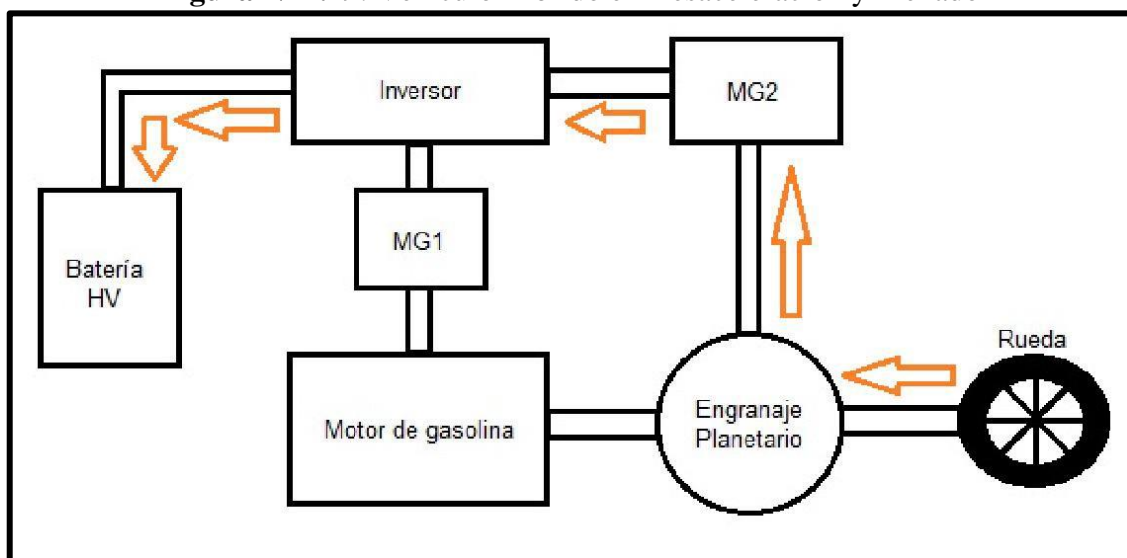 Inversor
MG2
MG1
Batería
HV
Motor de gasolina
Engranaje
Planetario
Rueda